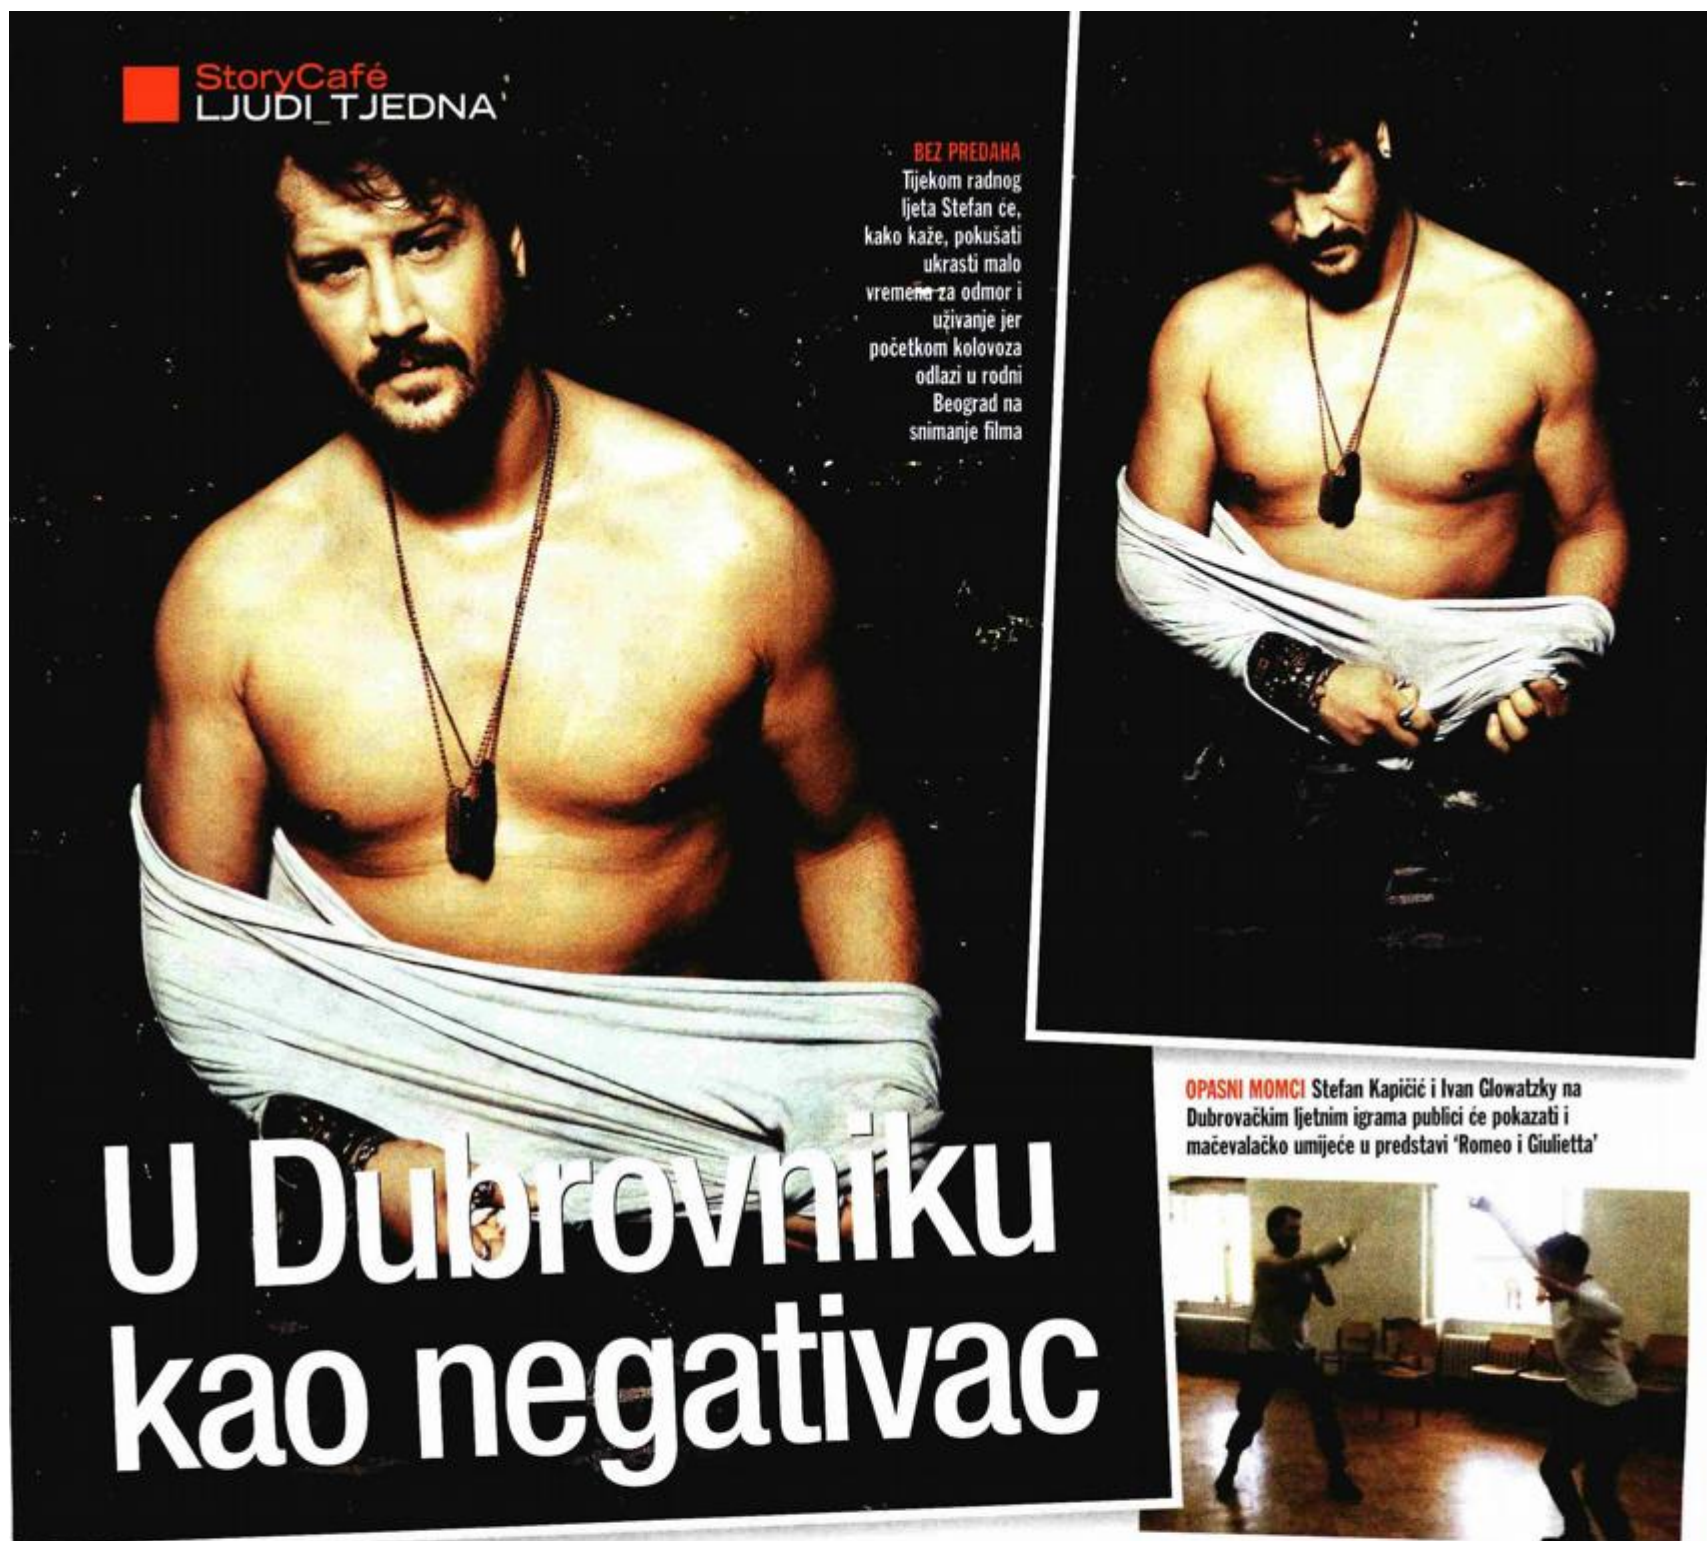 StoryCafé
LJUDI_TJEDNA
BEZ PREDAHA
Tijekom radnog
ljeta Stefan će,
kako kaže, pokušati
ukrasti malo
vremena za odmor i
uživanje jer
početkom kolovoza
odlazi u rodni
Beograd na
snimanje filma
OPASNI MOMCI Stefan Kapičić i Ivan Glowatzky na
Dubrovačkim ljetnim igrama publici će pokazati i
mačevalačko umijeće u predstavi ‘Romeo i Giulietta’
U Dubrovniku
kao negativac